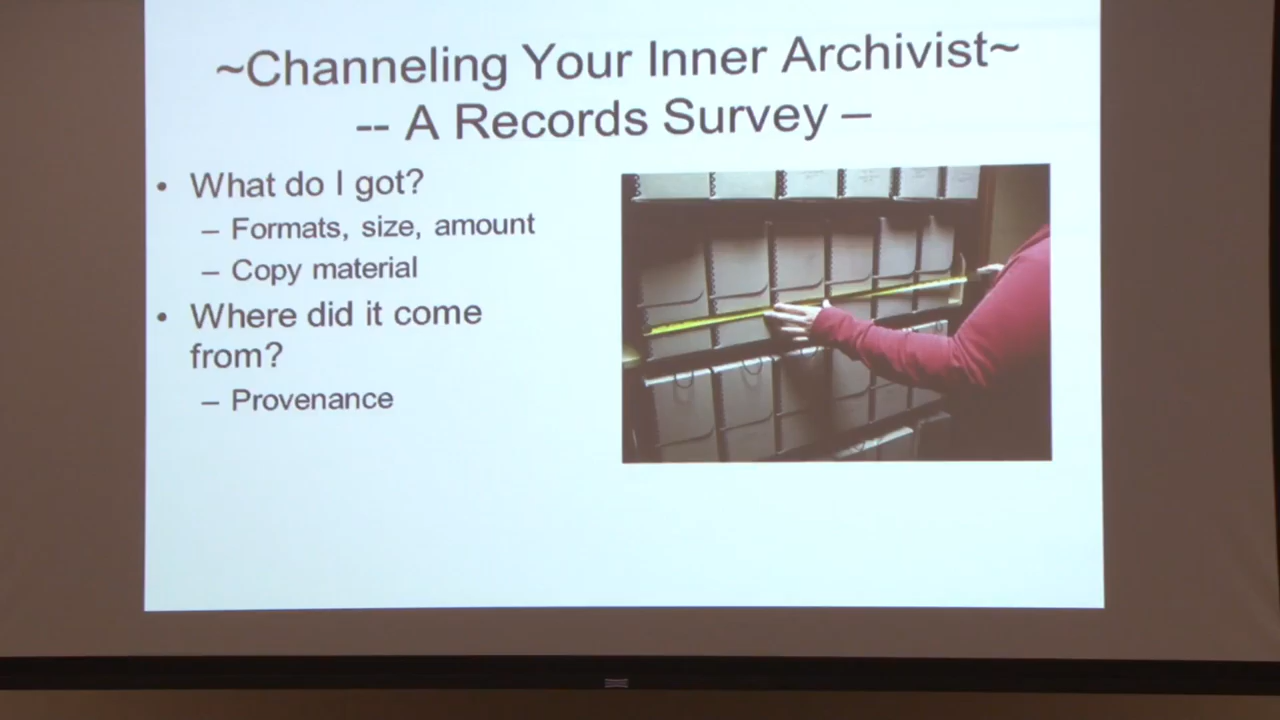 ~Channeling Your Inner Archivist~
-- A Records Survey –
• What do I got?
– Formats, size, amount
– Copy material
• Where did it come
from?
– Provenance